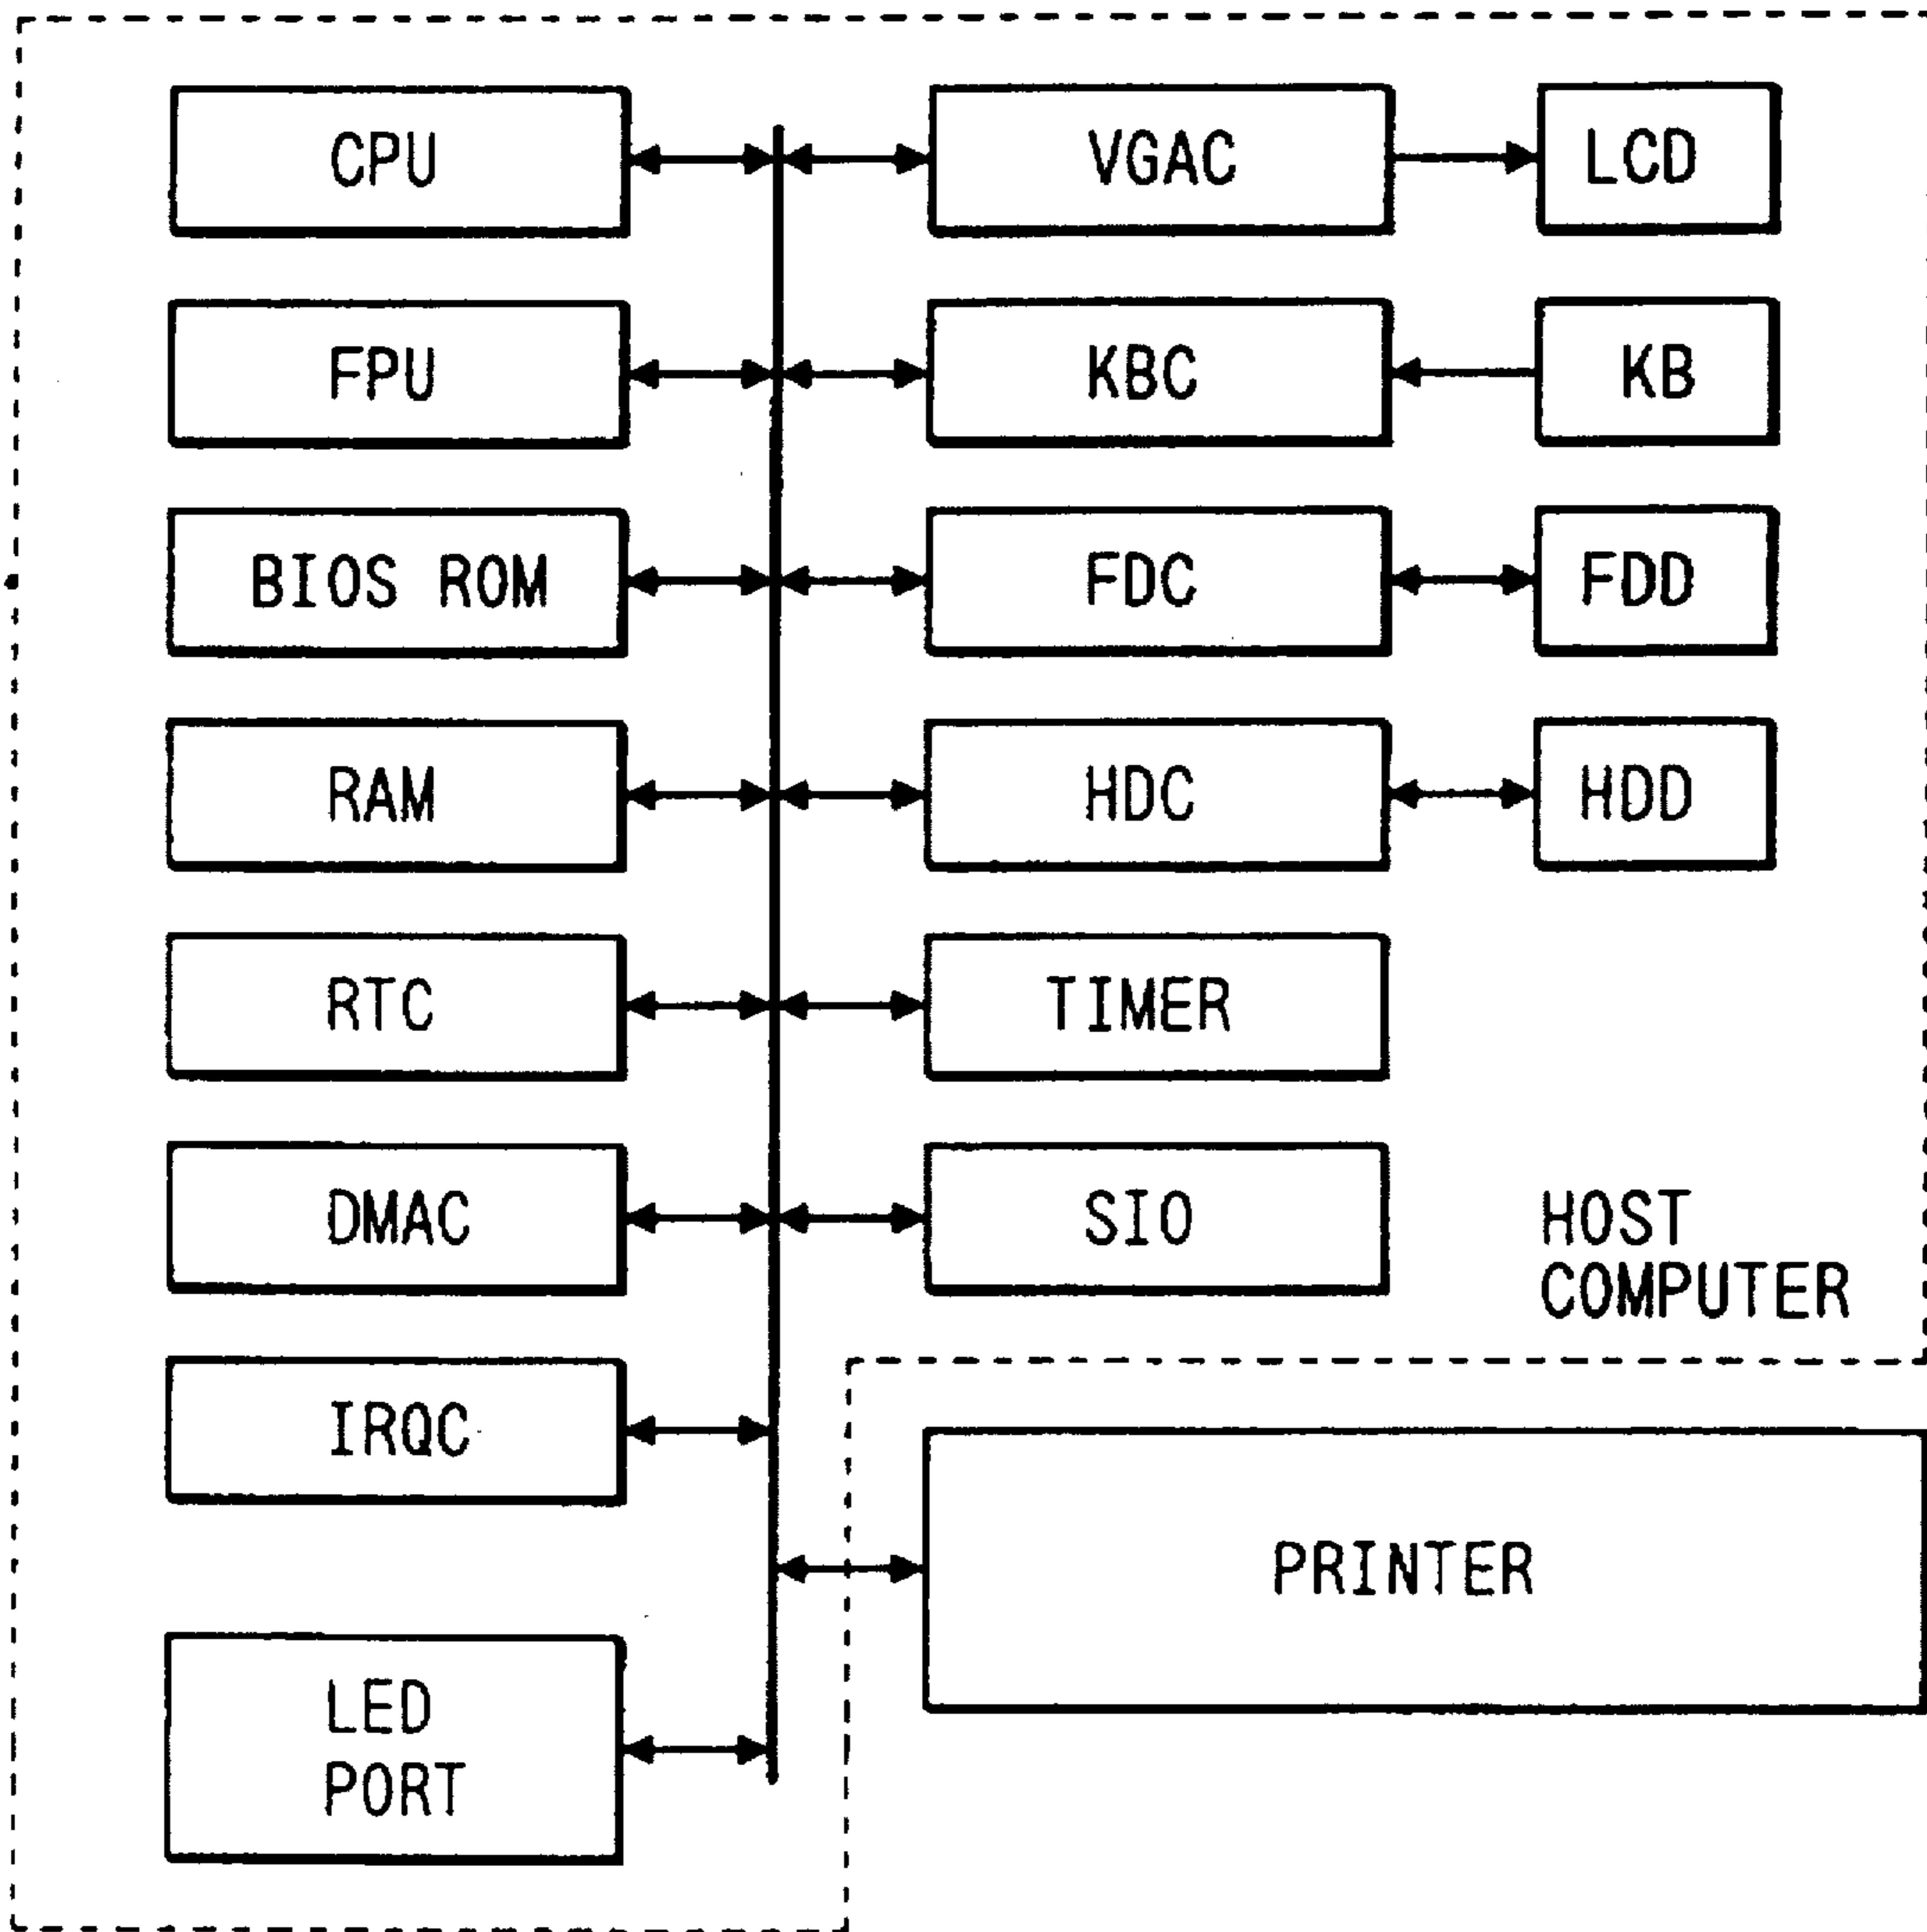 CPU
VGAC
LCD
FPU
KBC
KB
BIOS ROM
FDC
FDD
RAM
HDC
HDD
RTC
TIMER
DMAC
SIO
HOST
COMPUTER
IRQC
PRINTER
LED
PORT